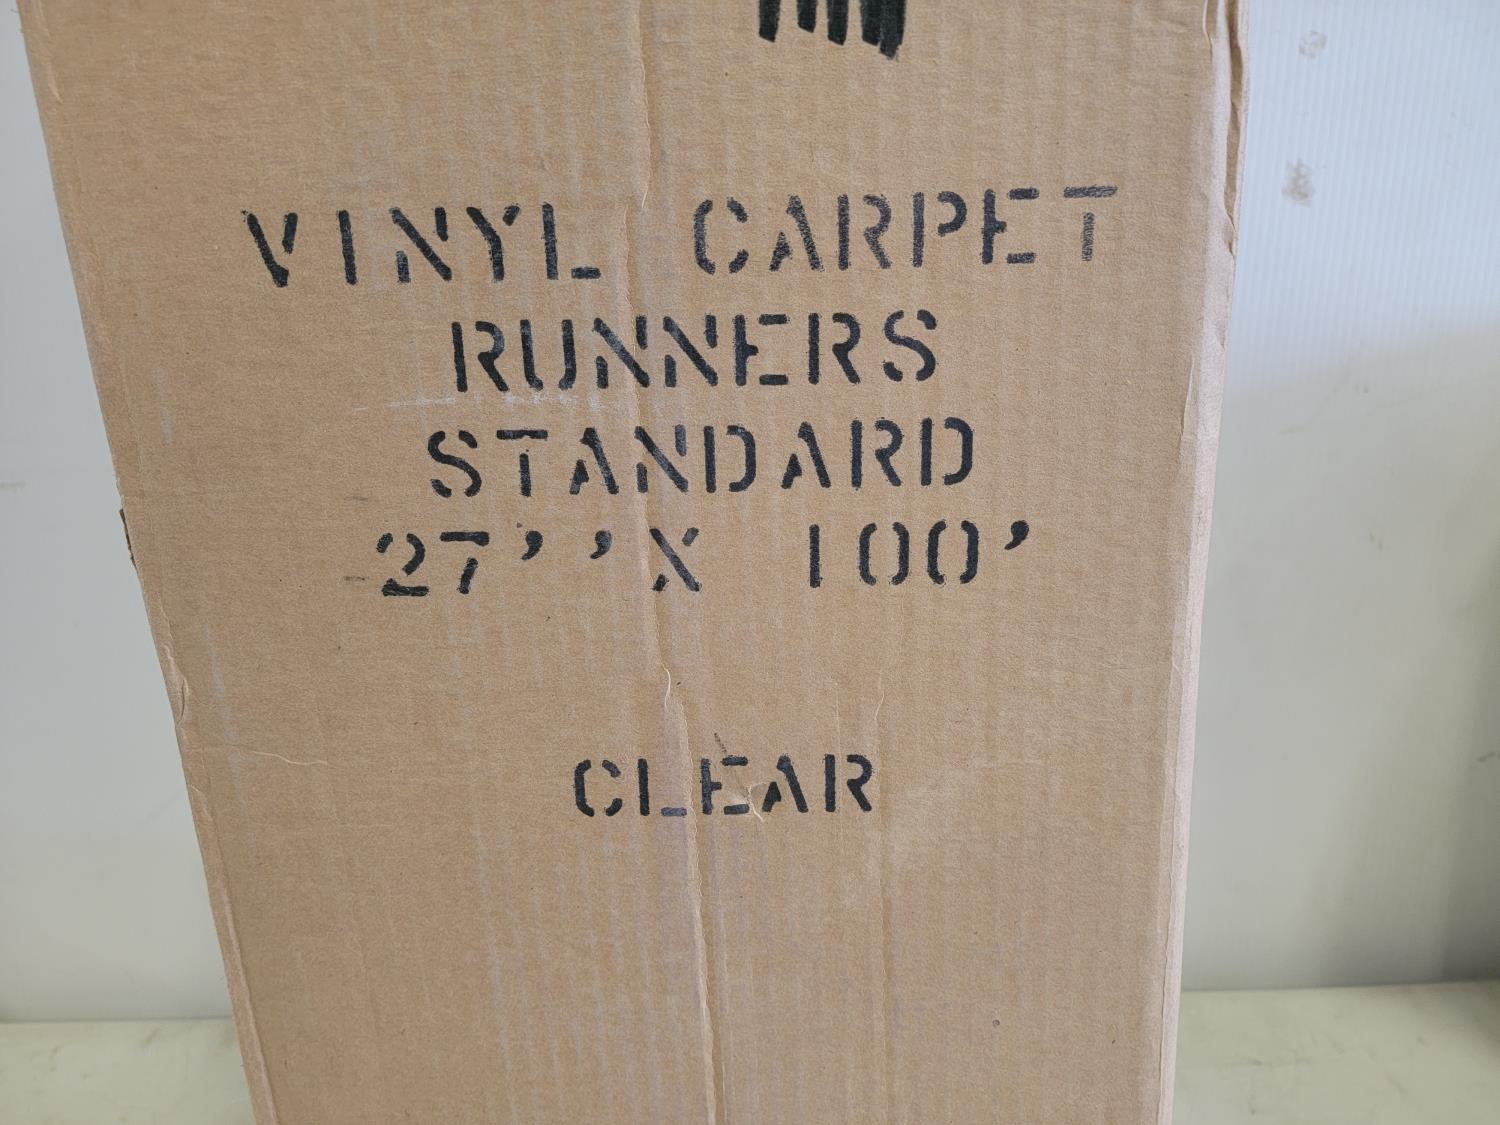 VINYL CARPET
RUNNERS
STANDARD
27''X 100'
CLEAR